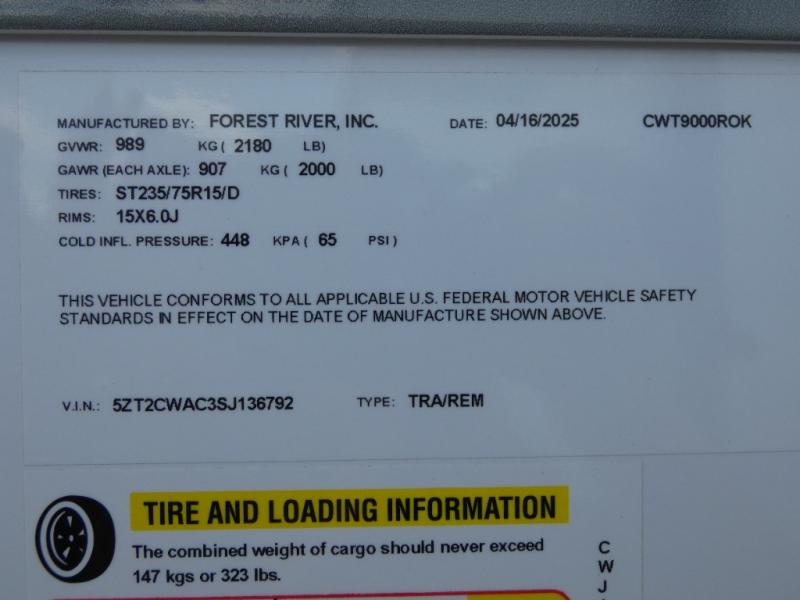 MANUFACTURED BY: FOREST RIVER, INC. DATE: 04/16/2025 CWT9000ROK
GVWR: 989 KG ( 2180 LB)
GAWR (EACH AXLE): 907 KG ( 2000 LB)
TIRES: ST235/75R15/D
RIMS: 15X6.0J
COLD INFL. PRESSURE: 448 KPA ( 65 PSI )
THIS VEHICLE CONFORMS TO ALL APPLICABLE U.S. FEDERAL MOTOR VEHICLE SAFETY
STANDARDS IN EFFECT ON THE DATE OF MANUFACTURE SHOWN ABOVE.
V.I.N.: 5ZT2CWAC3SJ136792 TYPE: TRA/REM
TIRE AND LOADING INFORMATION
The combined weight of cargo should never exceed
147 kgs or 323 lbs.
C
W
J